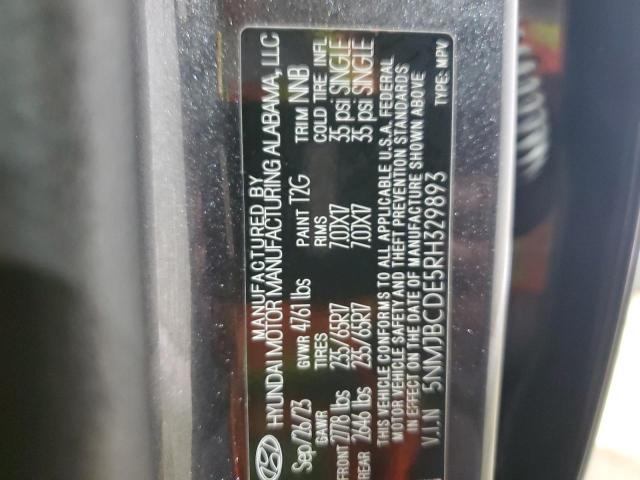 MANUFACTURED BY
HYUNDAI MOTOR MANUFACTURING ALABAMA, LLC
Sep/26/23 GVWR 4761 lbs PAINT T2G TRIM NNB
GAWR TIRES RIMS COLD TIRE INFL
FRONT 2778 lbs 235/65R17 7.0JX17 35 psi SINGLE
REAR 2646 lbs 235/65R17 7.0JX17 35 psi SINGLE
THIS VEHICLE CONFORMS TO ALL APPLICABLE U.S.A. FEDERAL
MOTOR VEHICLE SAFETY AND THEFT PREVENTION STANDARDS
IN EFFECT ON THE DATE OF MANUFACTURE SHOWN ABOVE
V.I.N 5NMJBCDE5RH329893 TYPE: MPV